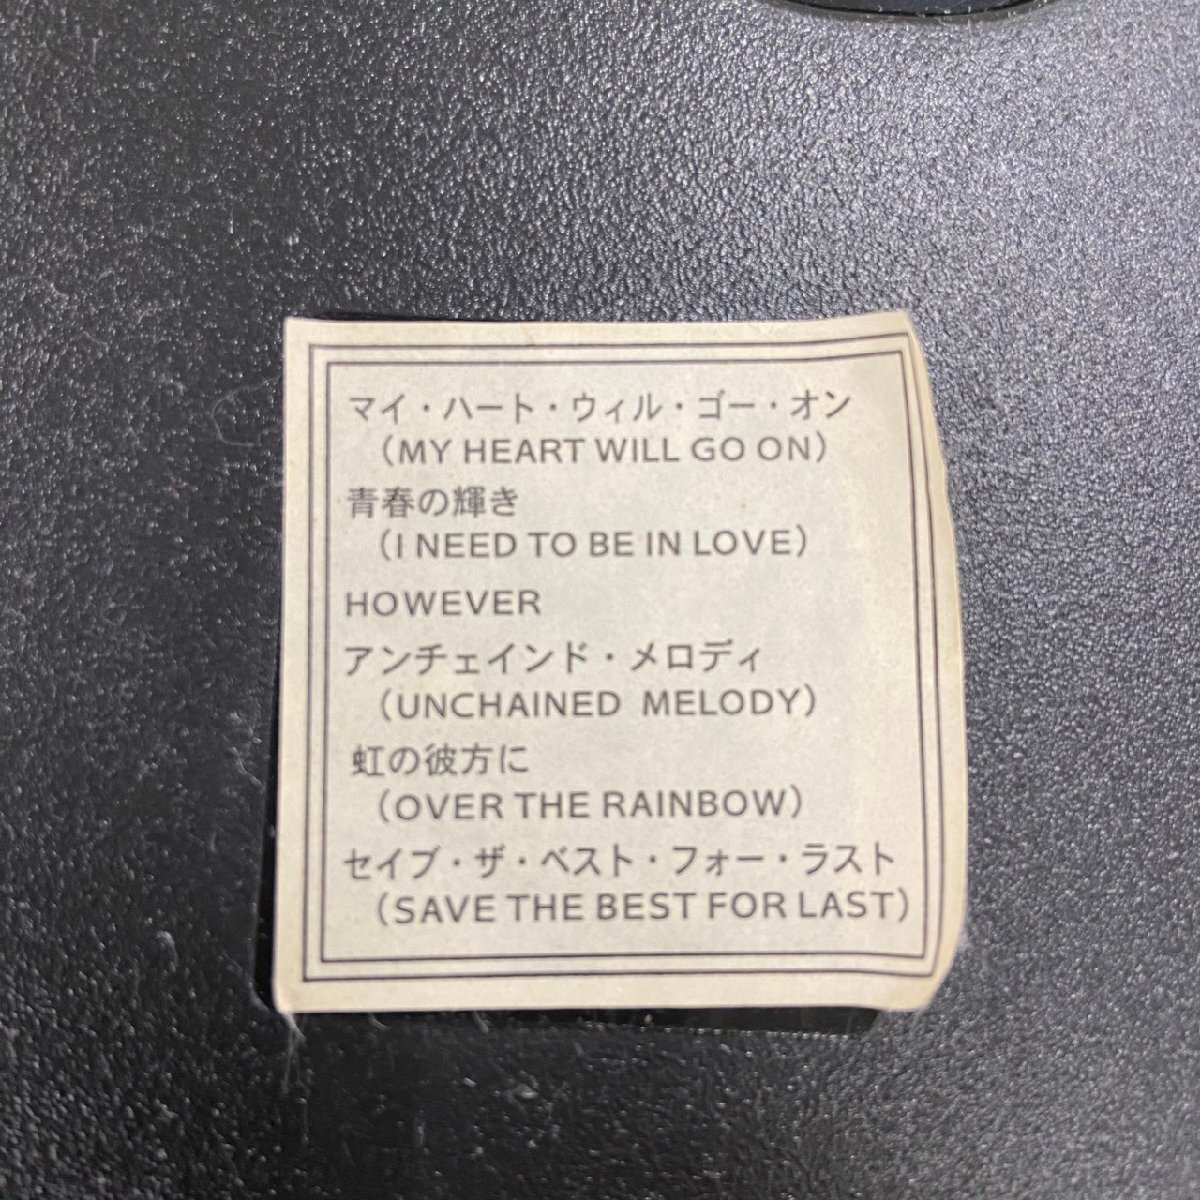 マイ・ハート・ウィル・ゴー・オン
（MY HEART WILL GO ON）
青春の輝き
（I NEED TO BE IN LOVE）
HOWEVER
アンチェインド・メロディ
（UNCHAINED MELODY）
虹の彼方に
（OVER THE RAINBOW）
セイブ・ザ・ベスト・フォー・ラスト
（SAVE THE BEST FOR LAST）